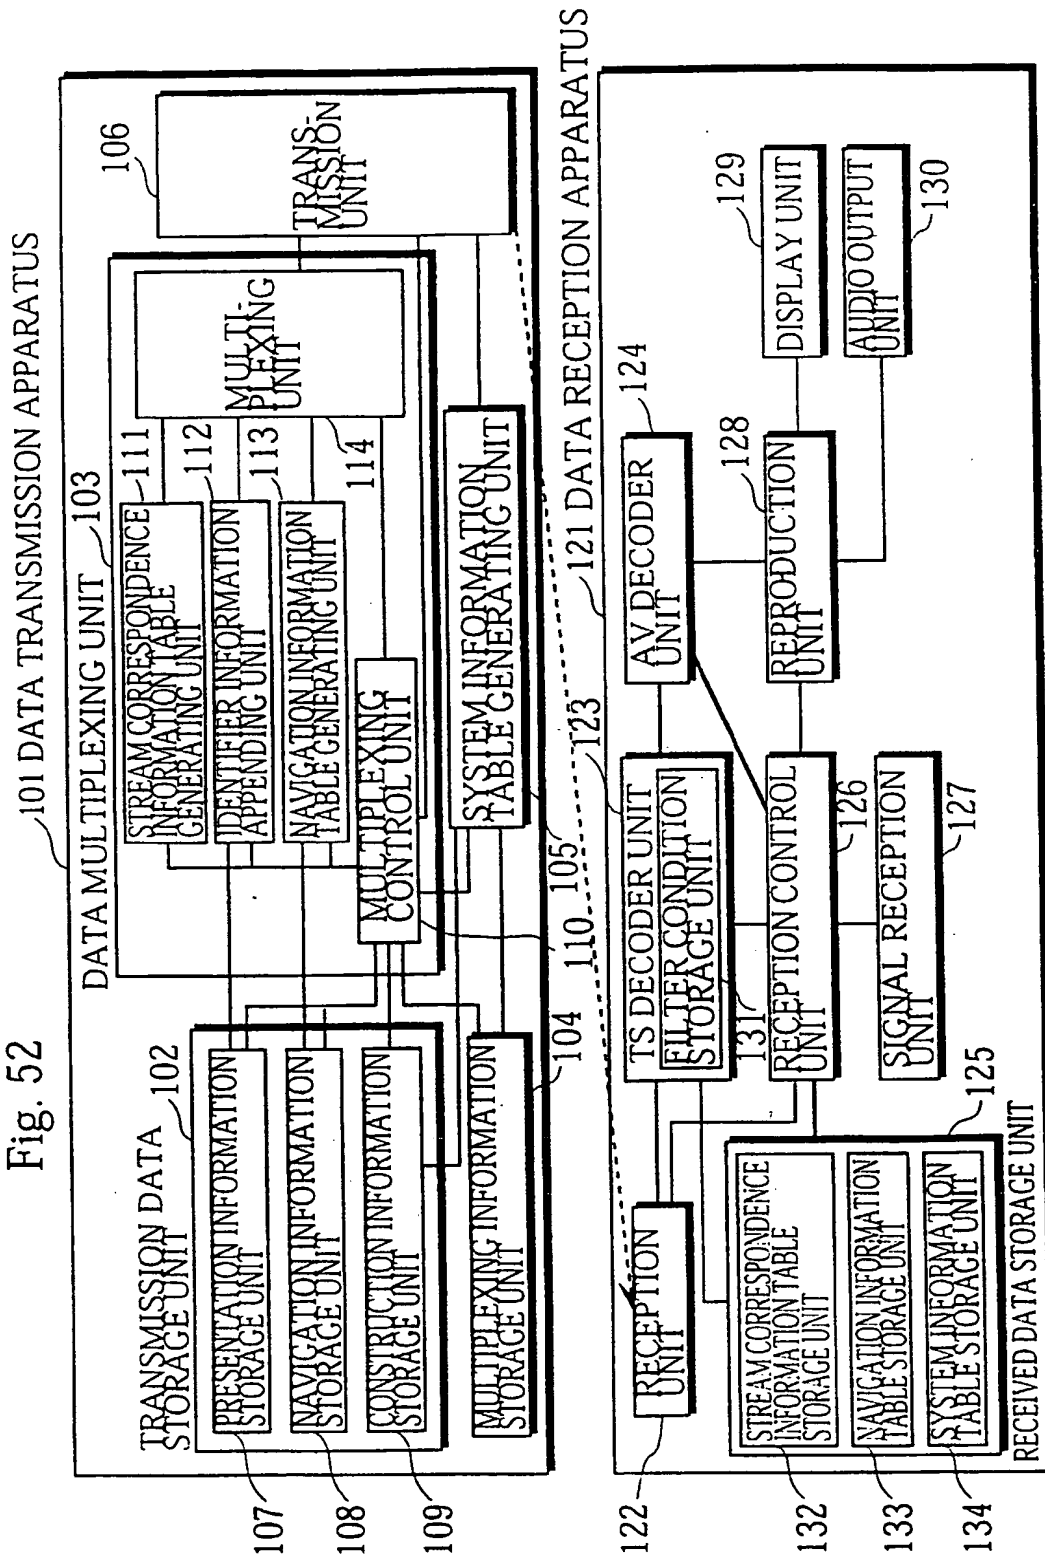 Fig. 52
101 DATA TRANSMISSION APPARATUS
TRANSMISSION DATA
STORAGE UNIT
102
PRESENTATION INFORMATION
STORAGE UNIT
107
NAVIGATION INFORMATION
STORAGE UNIT
108
CONSTRUCTION INFORMATION
STORAGE UNIT
109
MULTIPLEXING INFORMATION
STORAGE UNIT
104
DATA MULTIPLEXING UNIT
103
STREAM CORRESPONDENCE
INFORMATION TABLE
GENERATING UNIT
111
IDENTIFIER INFORMATION
APPENDING UNIT
112
NAVIGATION INFORMATION
TABLE GENERATING UNIT
113
MULTIPLEXING
CONTROL UNIT
110
MULTI-
PLEXING
UNIT
114
SYSTEM INFORMATION
TABLE GENERATING UNIT
105
TRANS-
MISSION
UNIT
106
121 DATA RECEPTION APPARATUS
RECEPTION
UNIT
122
TS DECODER UNIT
123
FILTER CONDITION
STORAGE UNIT
131
AV DECODER
UNIT
124
RECEPTION CONTROL
UNIT
126
SIGNAL RECEPTION
UNIT
127
REPRODUCTION
UNIT
128
DISPLAY UNIT
129
AUDIO OUTPUT
UNIT
130
STREAM CORRESPONDENCE
INFORMATION TABLE
STORAGE UNIT
132
NAVIGATION INFORMATION
TABLE STORAGE UNIT
133
SYSTEM INFORMATION
TABLE STORAGE UNIT
134
125
RECEIVED DATA STORAGE UNIT